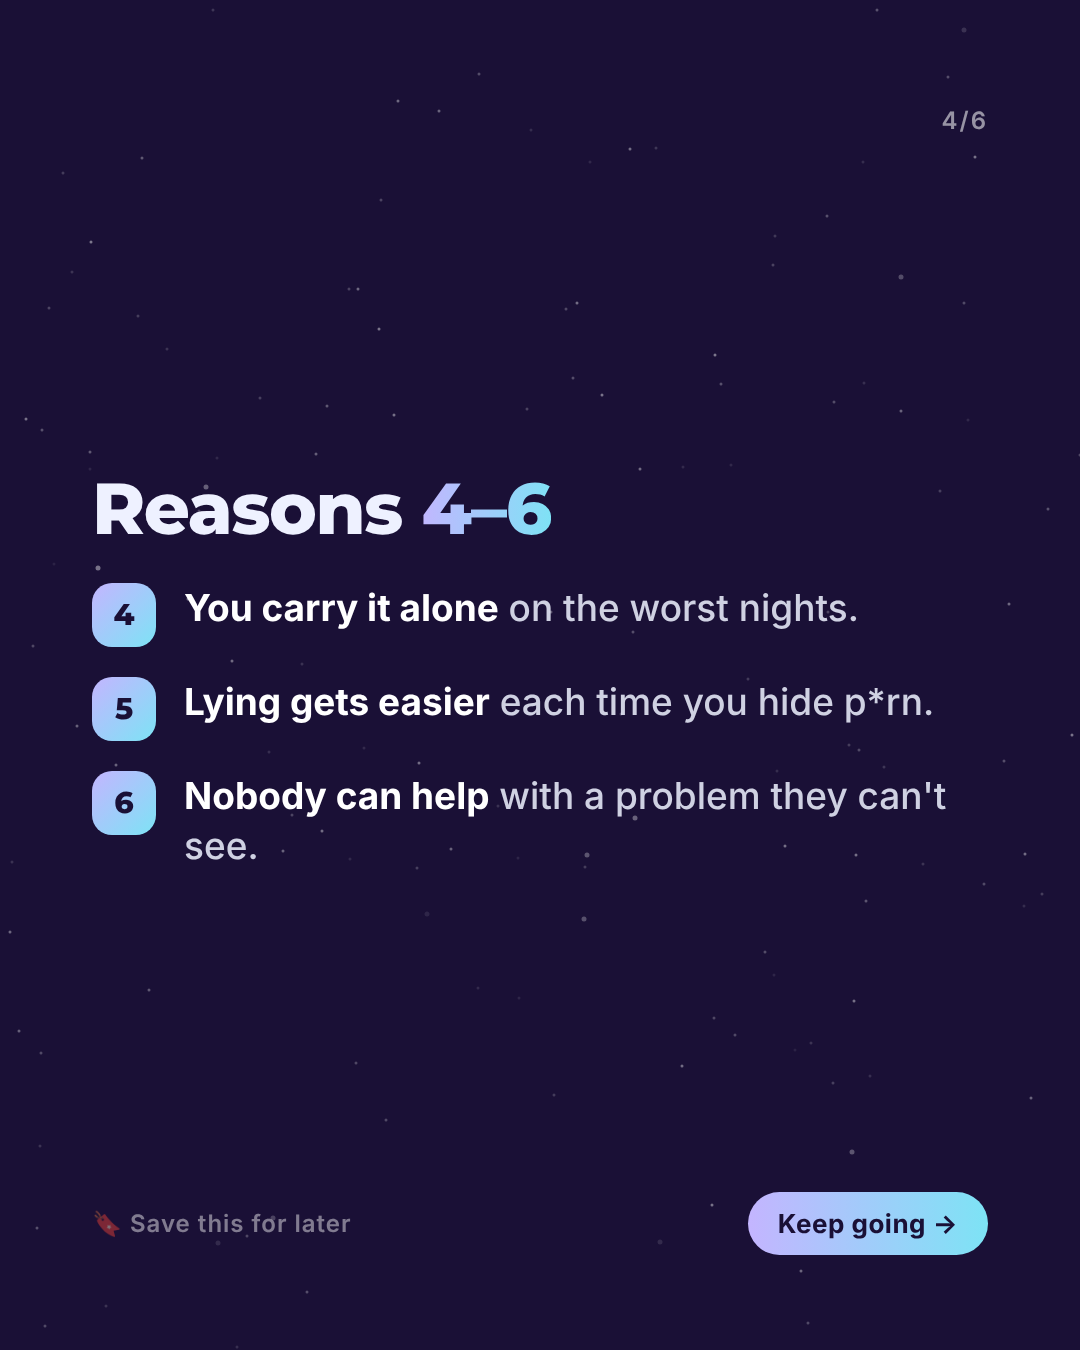 4/6
Reasons 4–6
4 You carry it alone on the worst nights.
5 Lying gets easier each time you hide p*rn.
6 Nobody can help with a problem they can't
see.
🔖 Save this for later
Keep going →